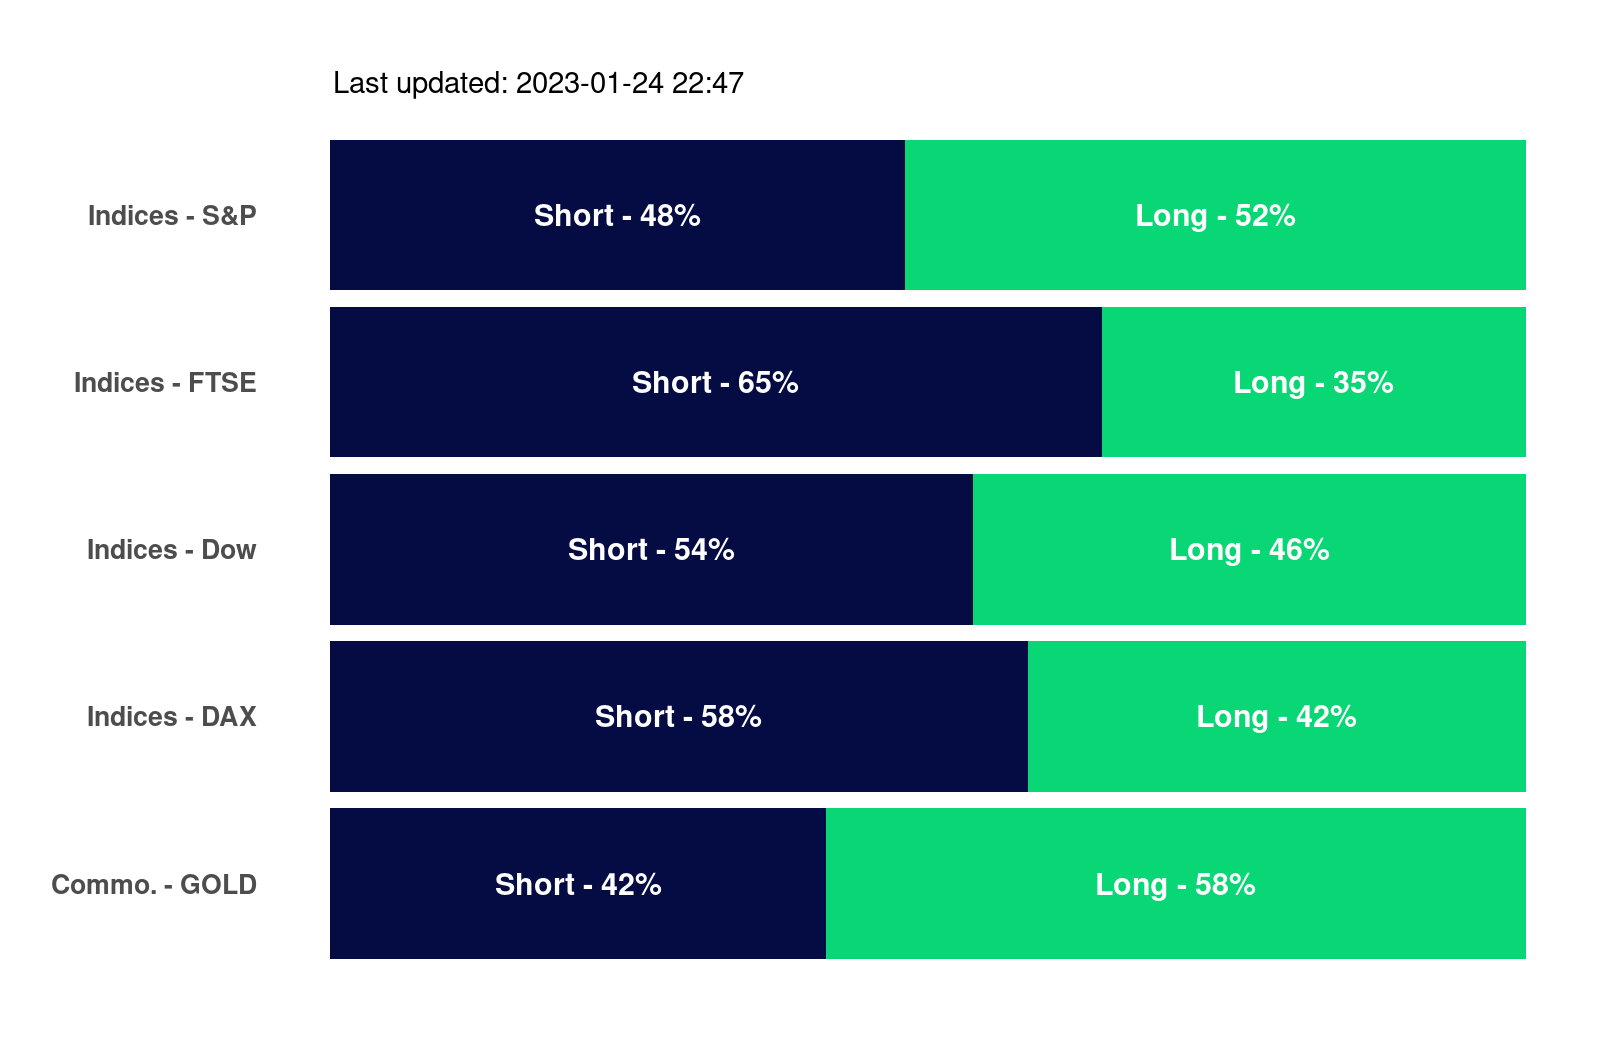 Last updated: 2023-01-24 22:47
Indices - S&P Short - 48% Long - 52%
Indices - FTSE Short - 65% Long - 35%
Indices - Dow Short - 54% Long - 46%
Indices - DAX Short - 58% Long - 42%
Commo. - GOLD Short - 42% Long - 58%